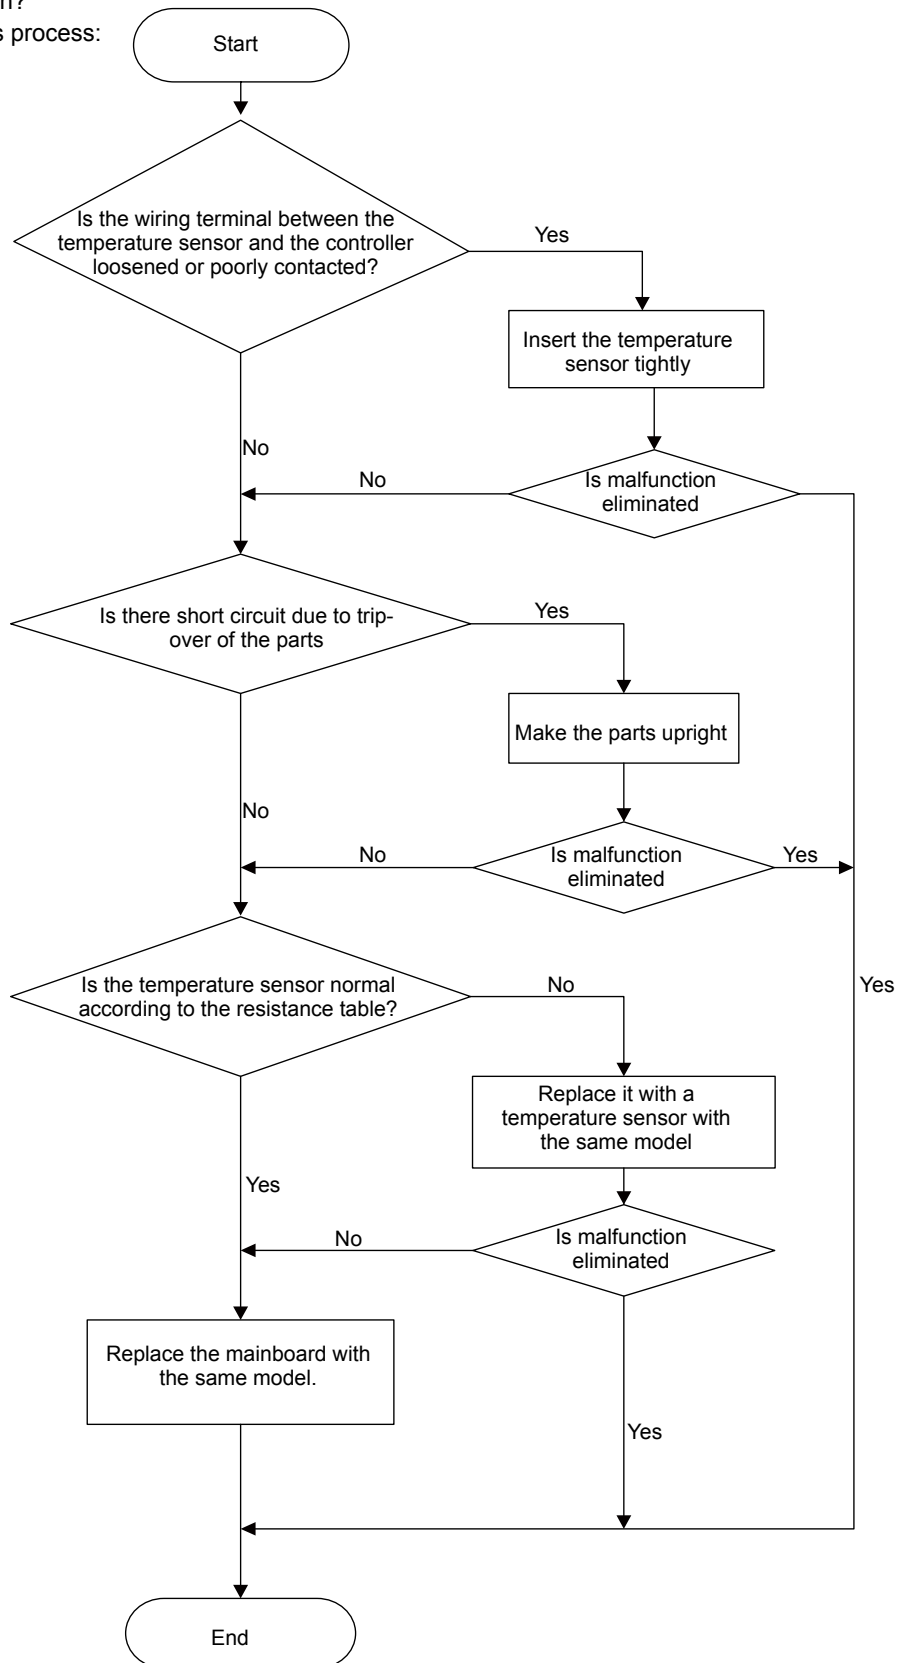 s process:
Start
Is the wiring terminal between the
temperature sensor and the controller
loosened or poorly contacted?
Yes
Insert the temperature
sensor tightly
No
No
Is malfunction
eliminated
Is there short circuit due to trip-
over of the parts
Yes
Make the parts upright
No
No
Is malfunction
eliminated
Yes
Is the temperature sensor normal
according to the resistance table?
No
Yes
Replace it with a
temperature sensor with
the same model
Yes
No
Is malfunction
eliminated
Replace the mainboard with
the same model.
Yes
End